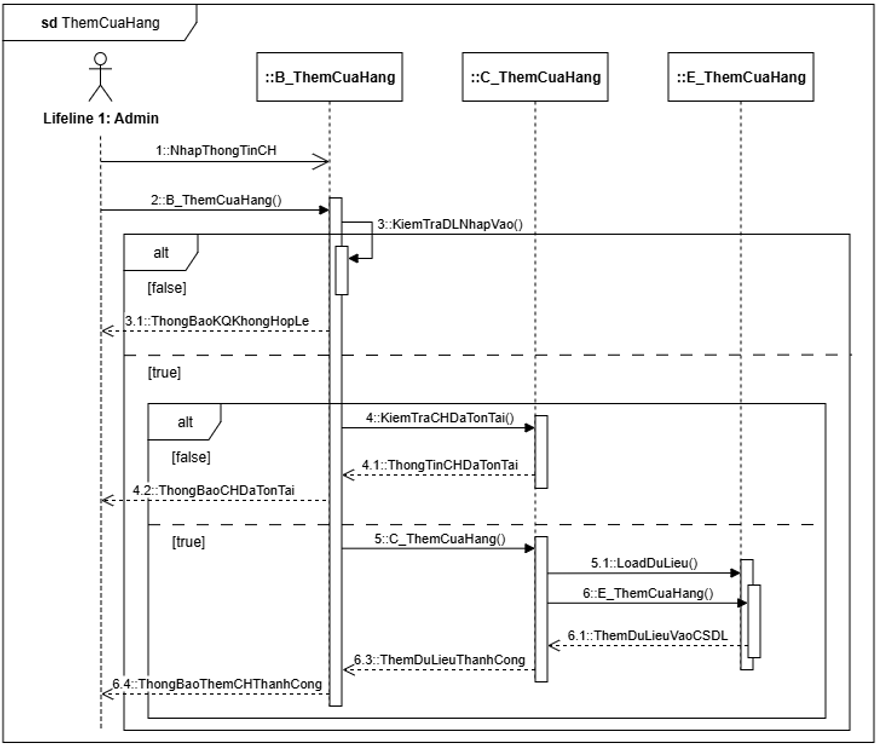 sd ThemCuaHang
::B_ThemCuaHang
::C_ThemCuaHang
::E_ThemCuaHang
Lifeline 1: Admin
1::NhapThongTinCH
2::B_ThemCuaHang()
3::KiemTraDLNhapVao()
alt
[false]
3.1::ThongBaoKQKhongHopLe
[true]
alt
4::KiemTraCHDaTonTai()
[false]
4.1::ThongTinCHDaTonTai
4.2::ThongBaoCHDaTonTai
[true]
5::C_ThemCuaHang()
5.1::LoadDuLieu()
6::E_ThemCuaHang()
6.1::ThemDuLieuVaoCSDL
6.3::ThemDuLieuThanhCong
6.4::ThongBaoThemCHThanhCong